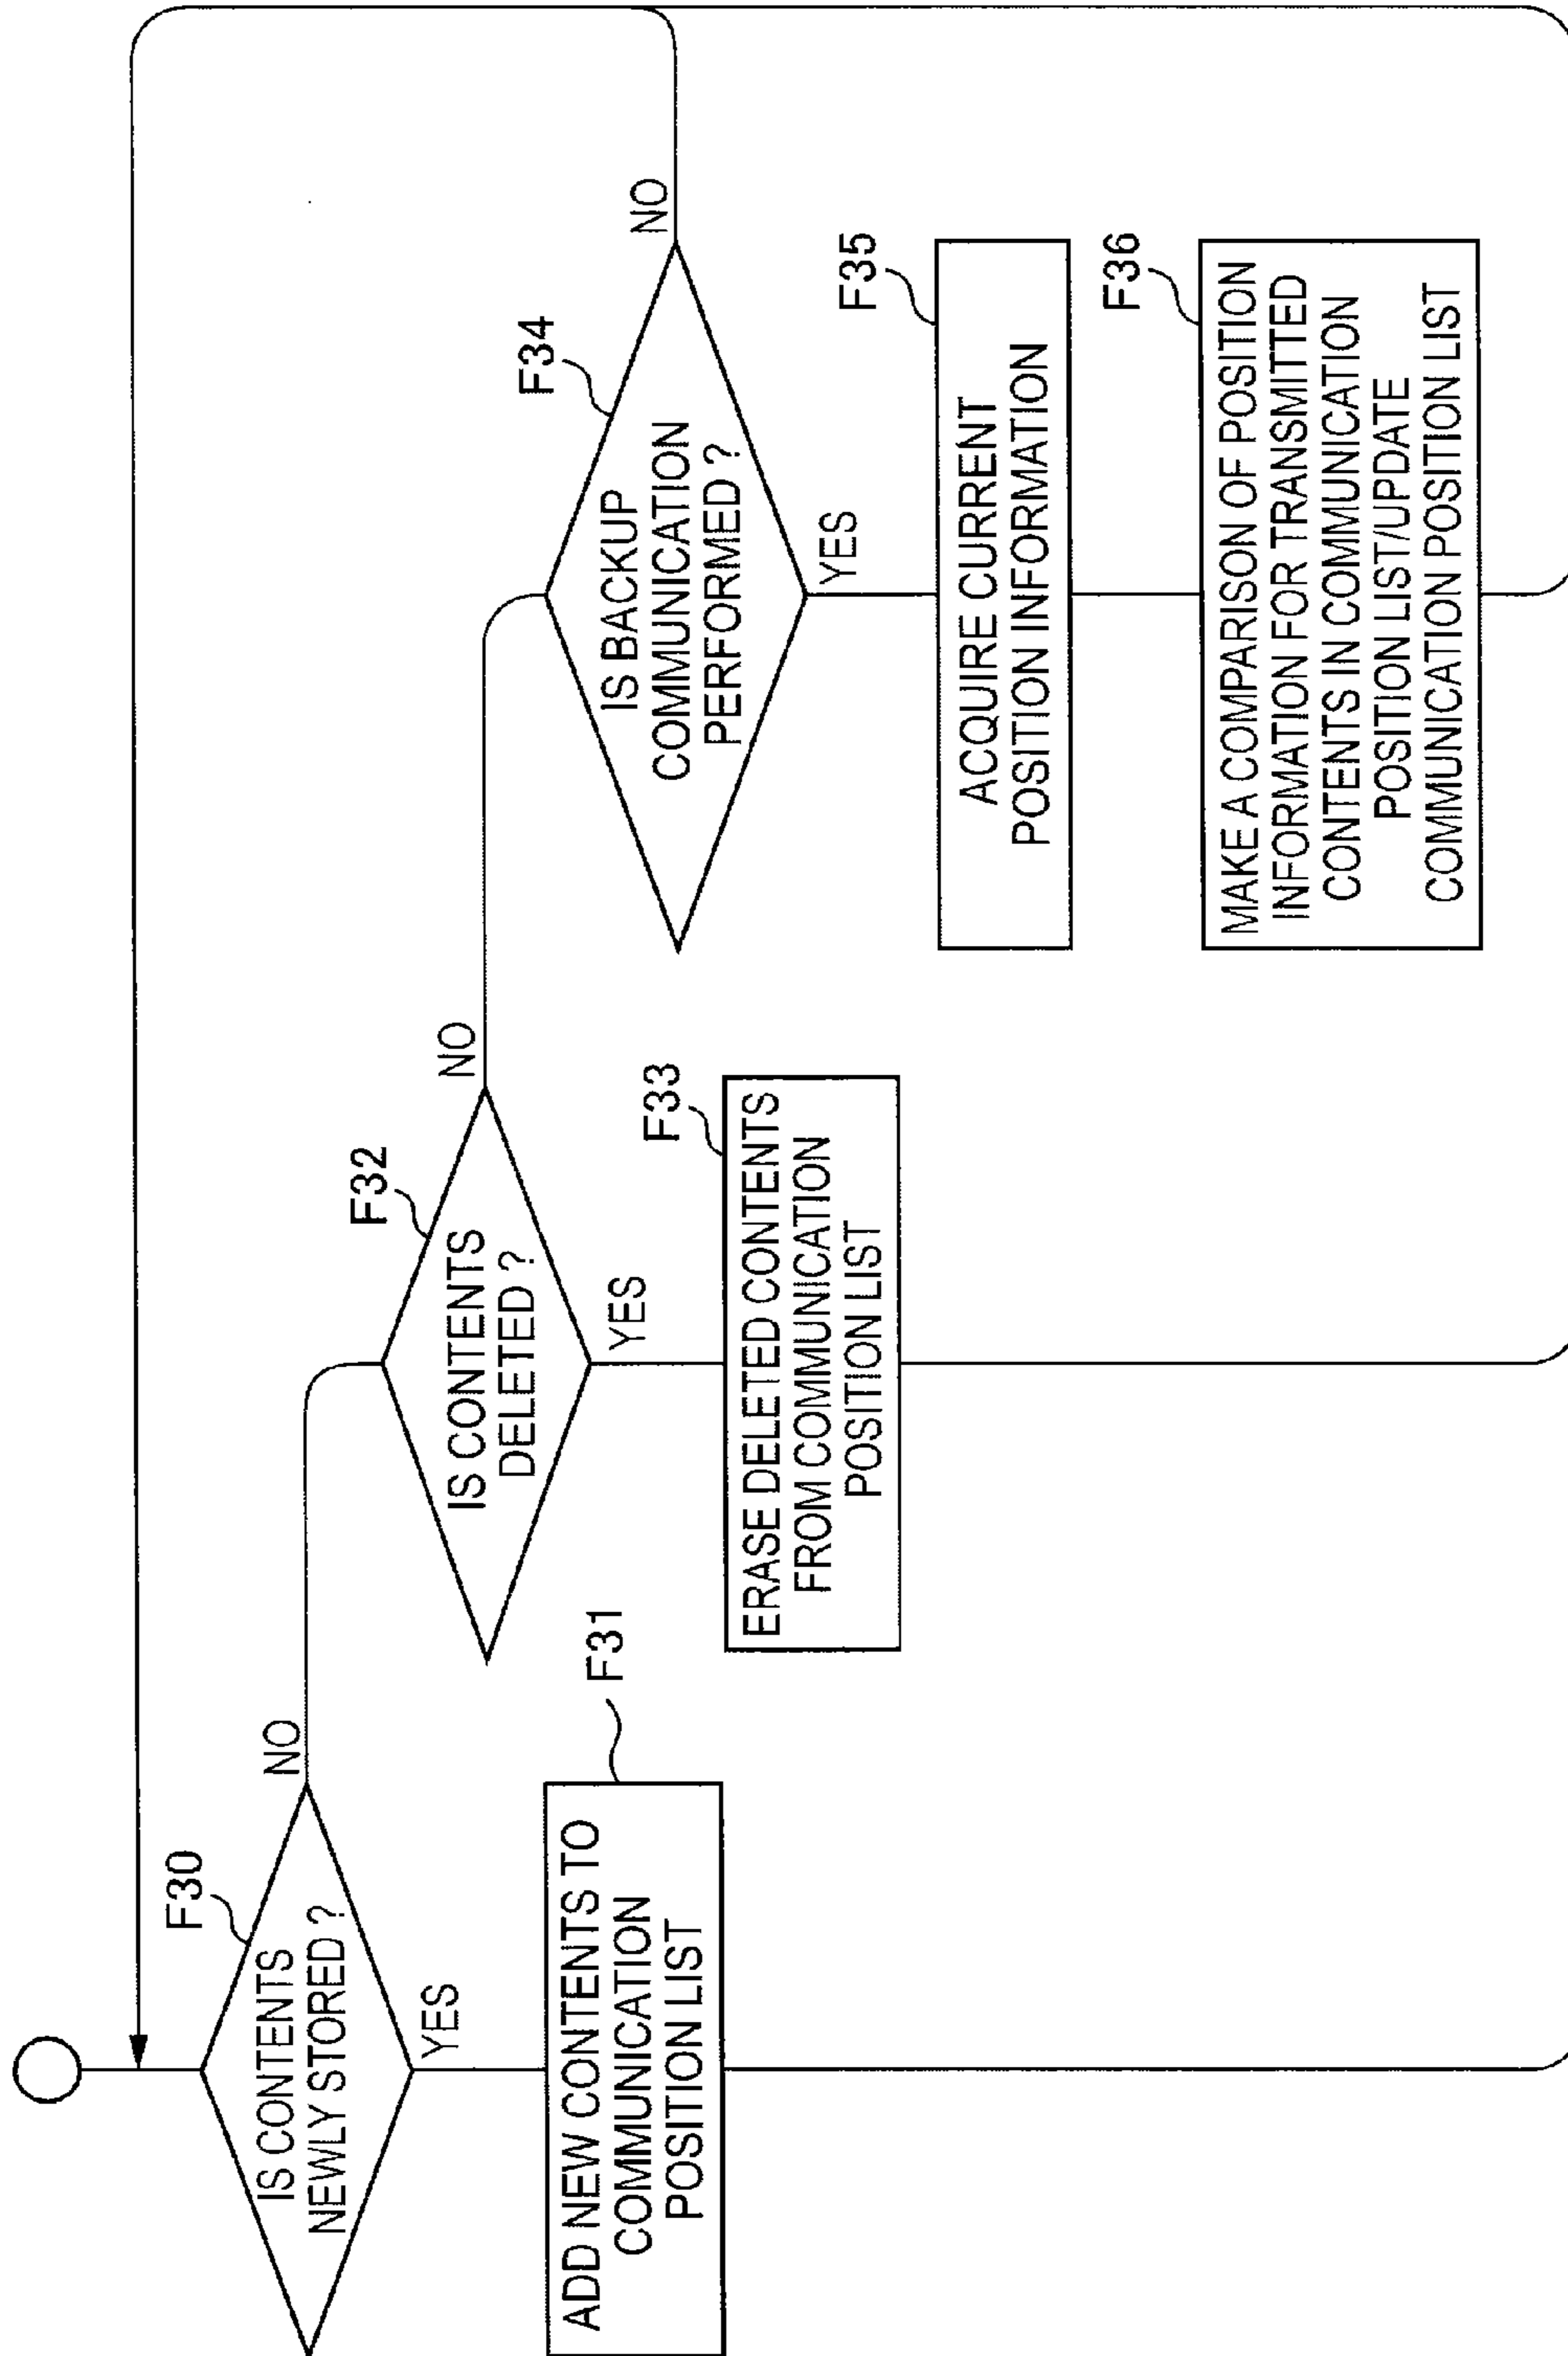 F30
IS CONTENTS
NEWLY STORED ?
NO
YES
F31
ADD NEW CONTENTS TO
COMMUNICATION
POSITION LIST
F32
IS CONTENTS
DELETED ?
NO
YES
F33
ERASE DELETED CONTENTS
FROM COMMUNICATION
POSITION LIST
F34
IS BACKUP
COMMUNICATION
PERFORMED ?
NO
YES
F35
ACQUIRE CURRENT
POSITION INFORMATION
F36
MAKE A COMPARISON OF POSITION
INFORMATION FOR TRANSMITTED
CONTENTS IN COMMUNICATION
POSITION LIST/UPDATE
COMMUNICATION POSITION LIST